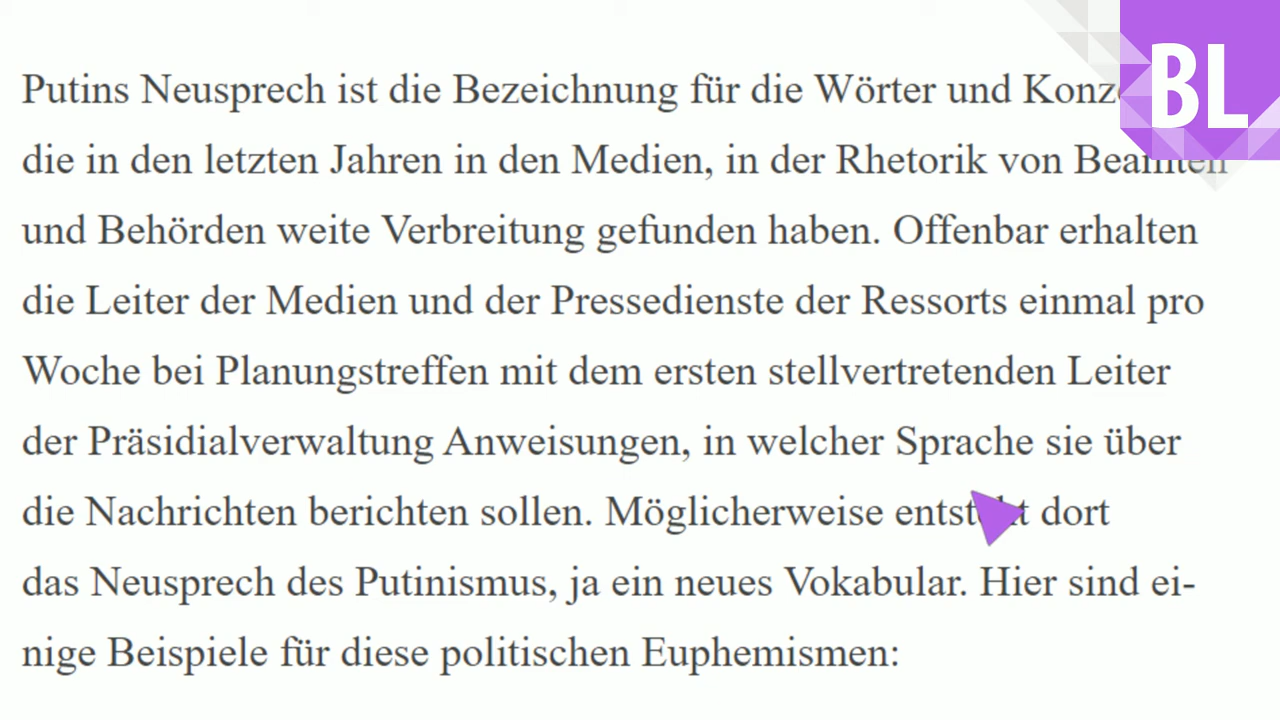 Putins Neusprech ist die Bezeichnung für die Wörter und
BL
die in den letzten Jahren in den Medien, in der Rhetorik von Beamten
und Behörden weite Verbreitung gefunden haben. Offenbar erhalten
die Leiter der Medien und der Pressedienste der Ressorts einmal pro
Woche bei Planungstreffen mit dem ersten stellvertretenden Leiter
der Präsidialverwaltung Anweisungen, in welcher Sprache sie über
die Nachrichten berichten sollen. Möglicherweise entsteht dort
das Neusprech des Putinismus, ja ein neues Vokabular. Hier sind ei-
nige Beispiele für diese politischen Euphemismen: